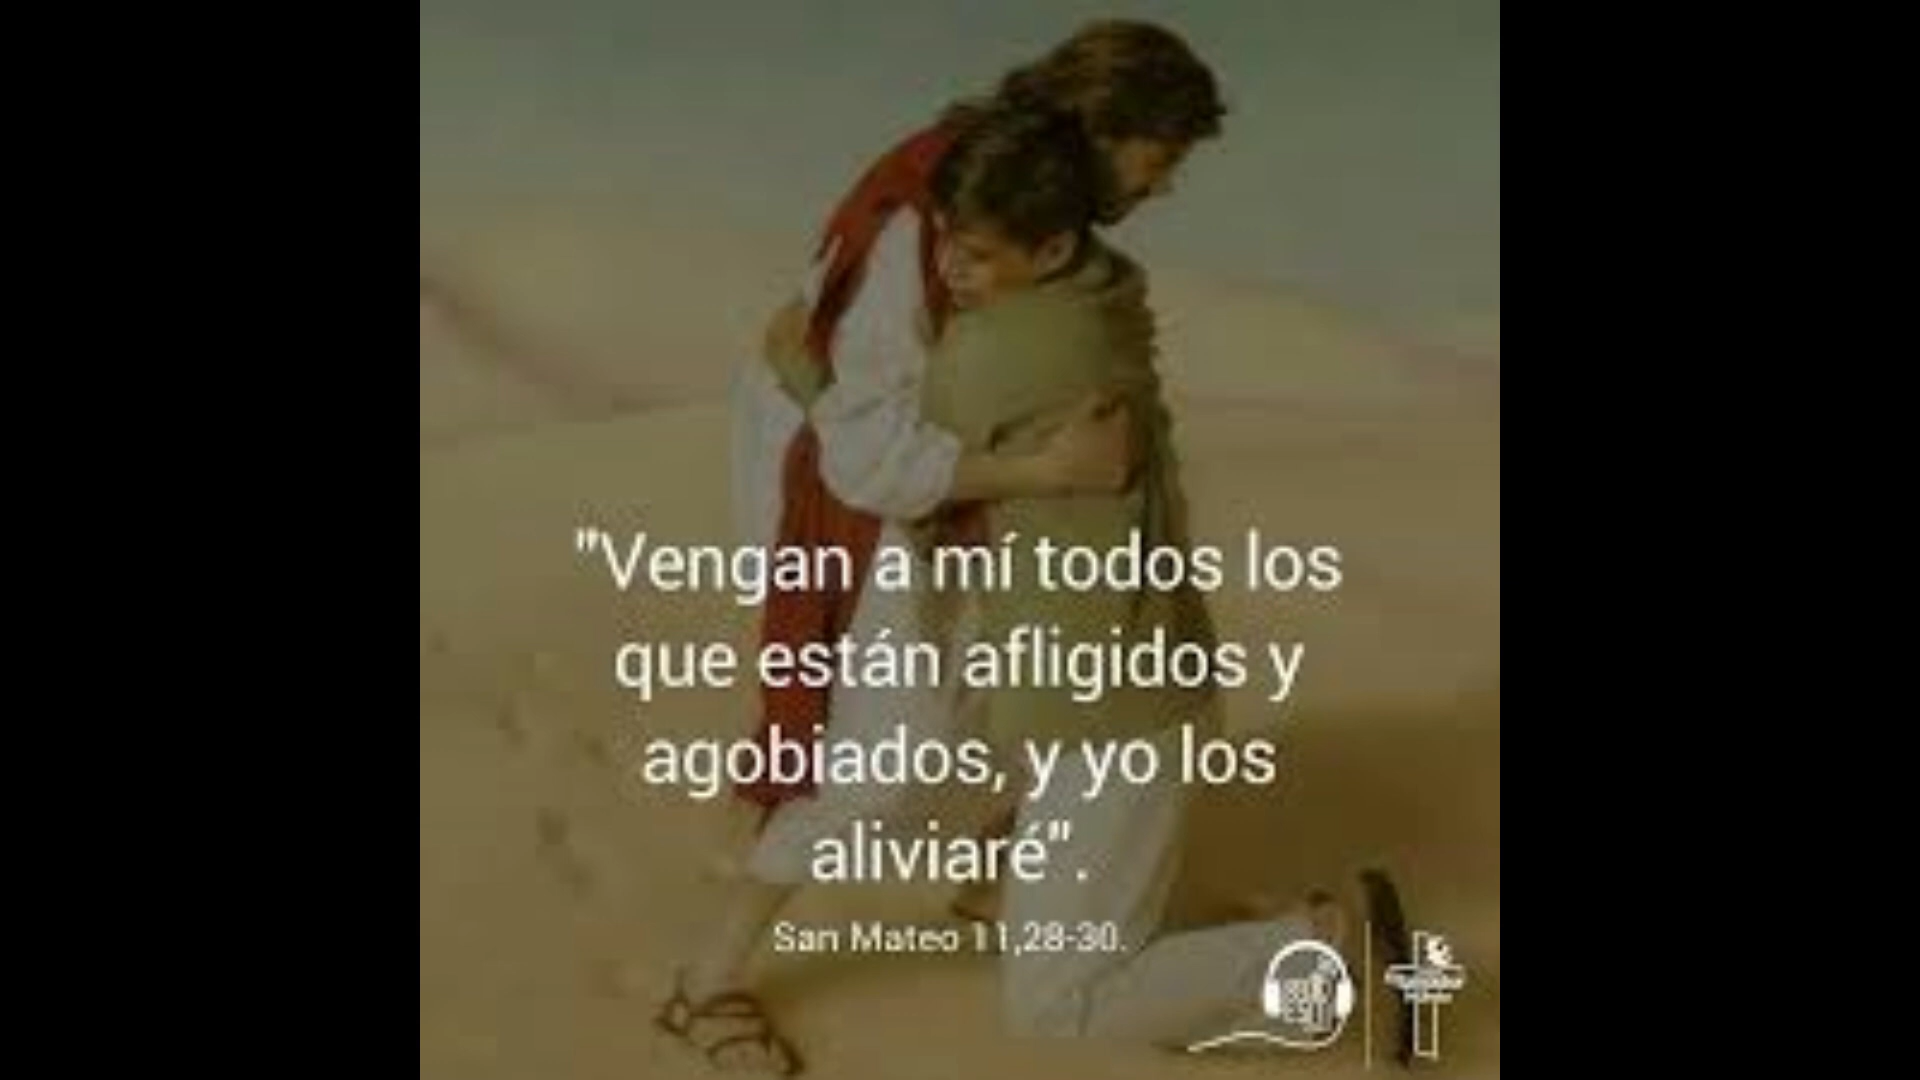 "Vengan a mí todos los
que están afligidos y
agobiados, y yo los
aliviaré".
San Mateo 11,28-30.